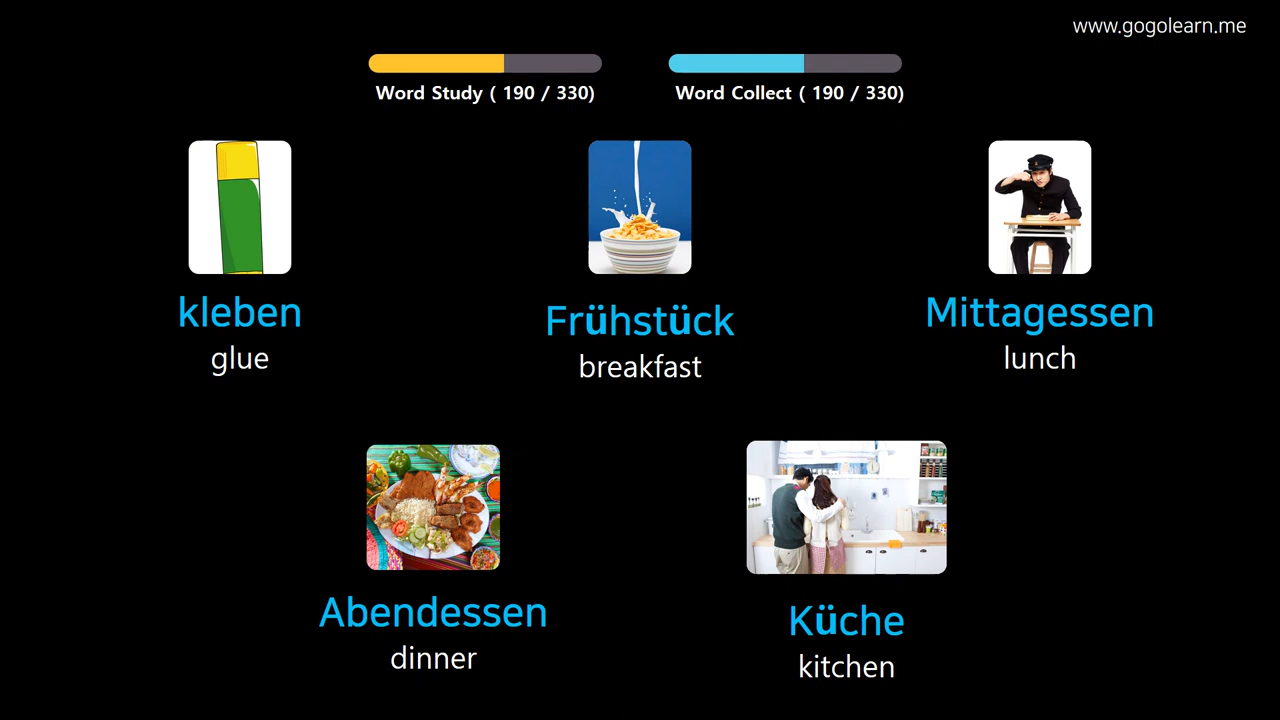 www.gogolearn.me
Word Study ( 190 / 330)
Word Collect ( 190 / 330)
kleben
glue
Frühstück
breakfast
Mittagessen
lunch
Abendessen
dinner
Küche
kitchen